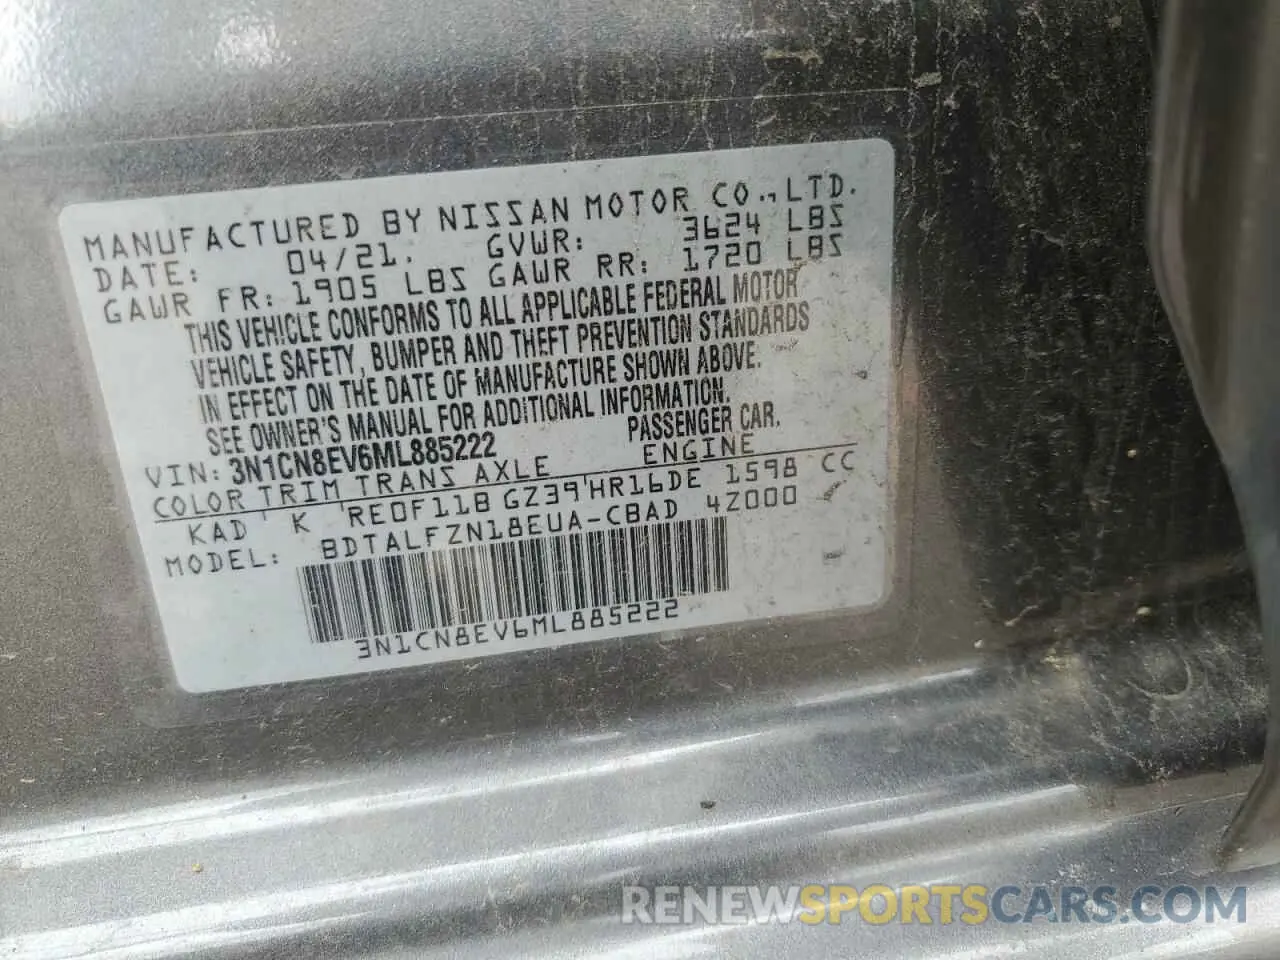 MANUFACTURED BY NISSAN MOTOR CO., LTD.
DATE: 04/21. GVWR: 3624 LBS
GAWR FR: 1905 LBS GAWR RR: 1720 LBS
THIS VEHICLE CONFORMS TO ALL APPLICABLE FEDERAL MOTOR
VEHICLE SAFETY, BUMPER AND THEFT PREVENTION STANDARDS
IN EFFECT ON THE DATE OF MANUFACTURE SHOWN ABOVE.
SEE OWNER'S MANUAL FOR ADDITIONAL INFORMATION.
VIN: 3N1CN8EV6ML885222 PASSENGER CAR.
COLOR TRIM TRANS AXLE ENGINE
KAD K RE0F11B GZ39 HR16DE 1598 CC
MODEL: BDTALFZN18EUA-CBAD 4Z000
3N1CN8EV6ML885222
RENEWSPORTSCARS.COM